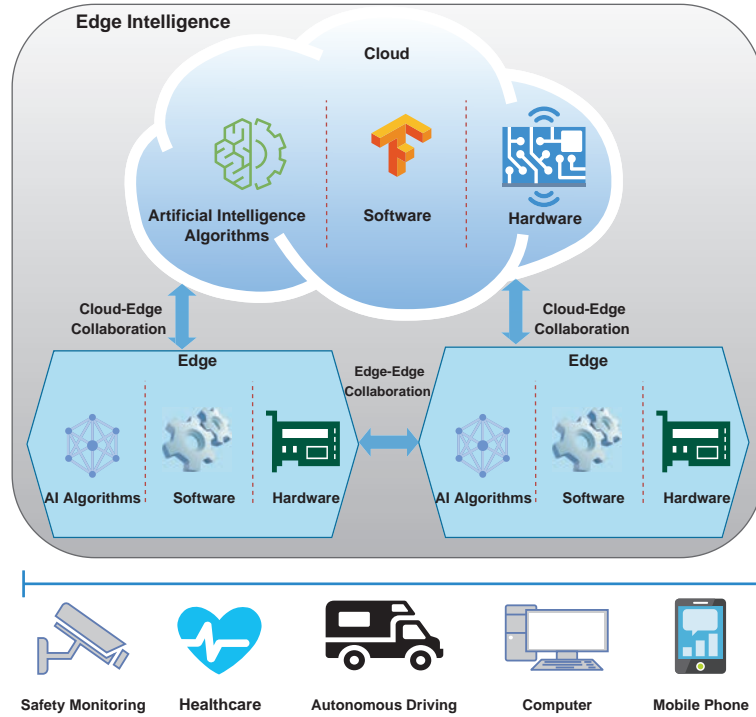 Edge Intelligence
Cloud
Artificial Intelligence
Algorithms
Software
Hardware
Cloud-Edge
Collaboration
Cloud-Edge
Collaboration
Edge
AI Algorithms
Software
Hardware
Edge-Edge
Collaboration
Edge
AI Algorithms
Software
Hardware
Safety Monitoring
Healthcare
Autonomous Driving
Computer
Mobile Phone